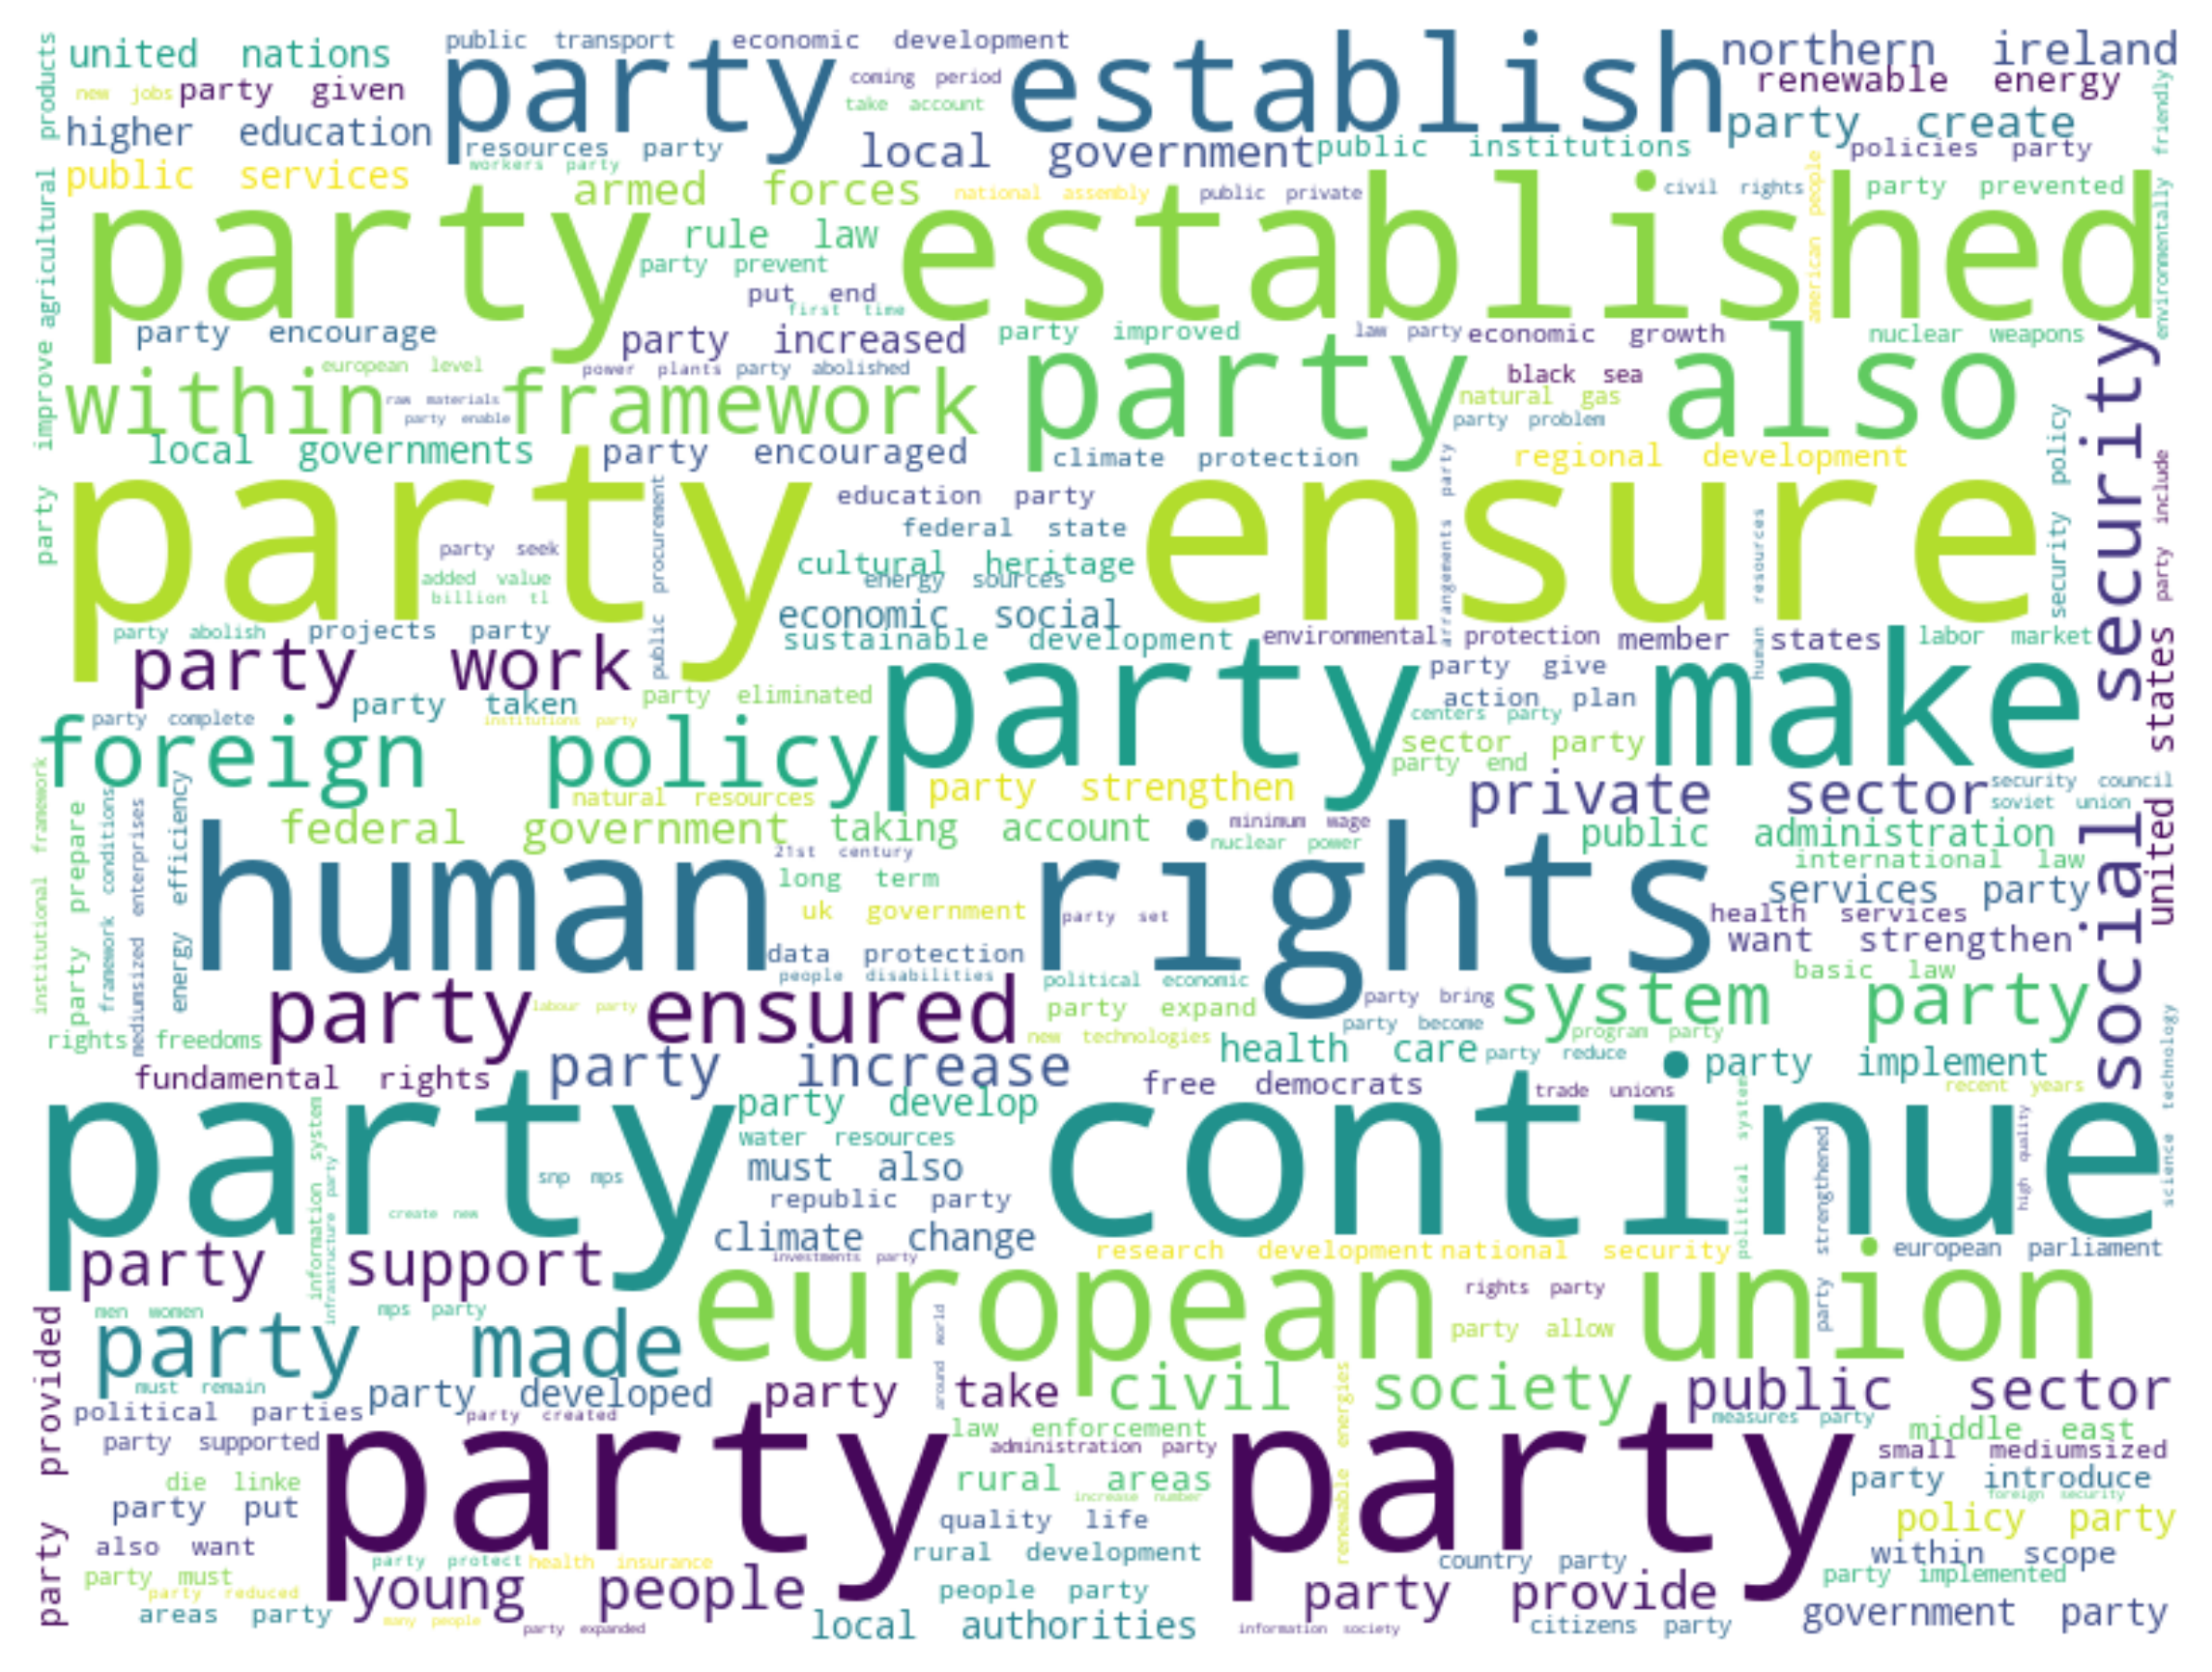 united nations
public transport
economic development
northern ireland
new jobs
party given
party establish
coming period
renewable energy
take account
higher education
party create
resources party
workers party
local government
public institutions
policies party
public services
armed forces
national assembly
public private
civil rights
party prevented
party established
rule law
party prevent
put end
first time
american people
environmentally friendly
party improve agricultural products
party encourage
party increased
party improved
law party
economic growth
nuclear weapons
european level
power plants
party abolished
party also
black sea
within framework
raw materials
party enable
natural gas
party problem
local governments
party encouraged
climate protection
regional development
security policy
social security
party include
party ensure
public procurement
education party
arrangements party
federal state
human resources
party seek
cultural heritage
energy sources
added value
billion tl
economic social
party abolish
projects party
sustainable development
environmental protection
member states
labor market
united states
party work
party make
party give
party eliminated
action plan
party taken
party complete
institutions party
centers party
foreign policy
sector party
party end
natural resources
party strengthen
private sector
security council
soviet union
institutional framework
party prepare
framework conditions
mediumsized enterprises
energy efficiency
federal government
taking account
minimum wage
public administration
nuclear power
human rights
21st century
international law
long term
services party
uk government
party set
health services
data protection
want strengthen
people disabilities
political economic
basic law
party ensured
labour party
party expand
party bring
system party
party become
program party
rights freedoms
new technologies
health care
party reduce
party increase
party implement
fundamental rights
free democrats
trade unions
recent years
science technology
party continue
party develop
information system
infrastructure party
water resources
political system
party strengthened
high quality
snp mps
must also
republic party
create new
climate change
party support
investments party
research development
national security
european parliament
european union
rights party
men women
mps party
around world
party allow
party provided
party made
must remain
party developed
party take
civil society
public sector
renewable energies
political parties
party created
party party
measures party
law enforcement
middle east
party supported
administration party
small mediumsized
die linke
rural areas
party introduce
increase number
foreign security
party put
quality life
policy party
also want
rural development
within scope
party protect
health insurance
country party
party must
young people
people party
party provide
party implemented
party reduced
areas party
many people
party expanded
local authorities
information society
citizens party
government party